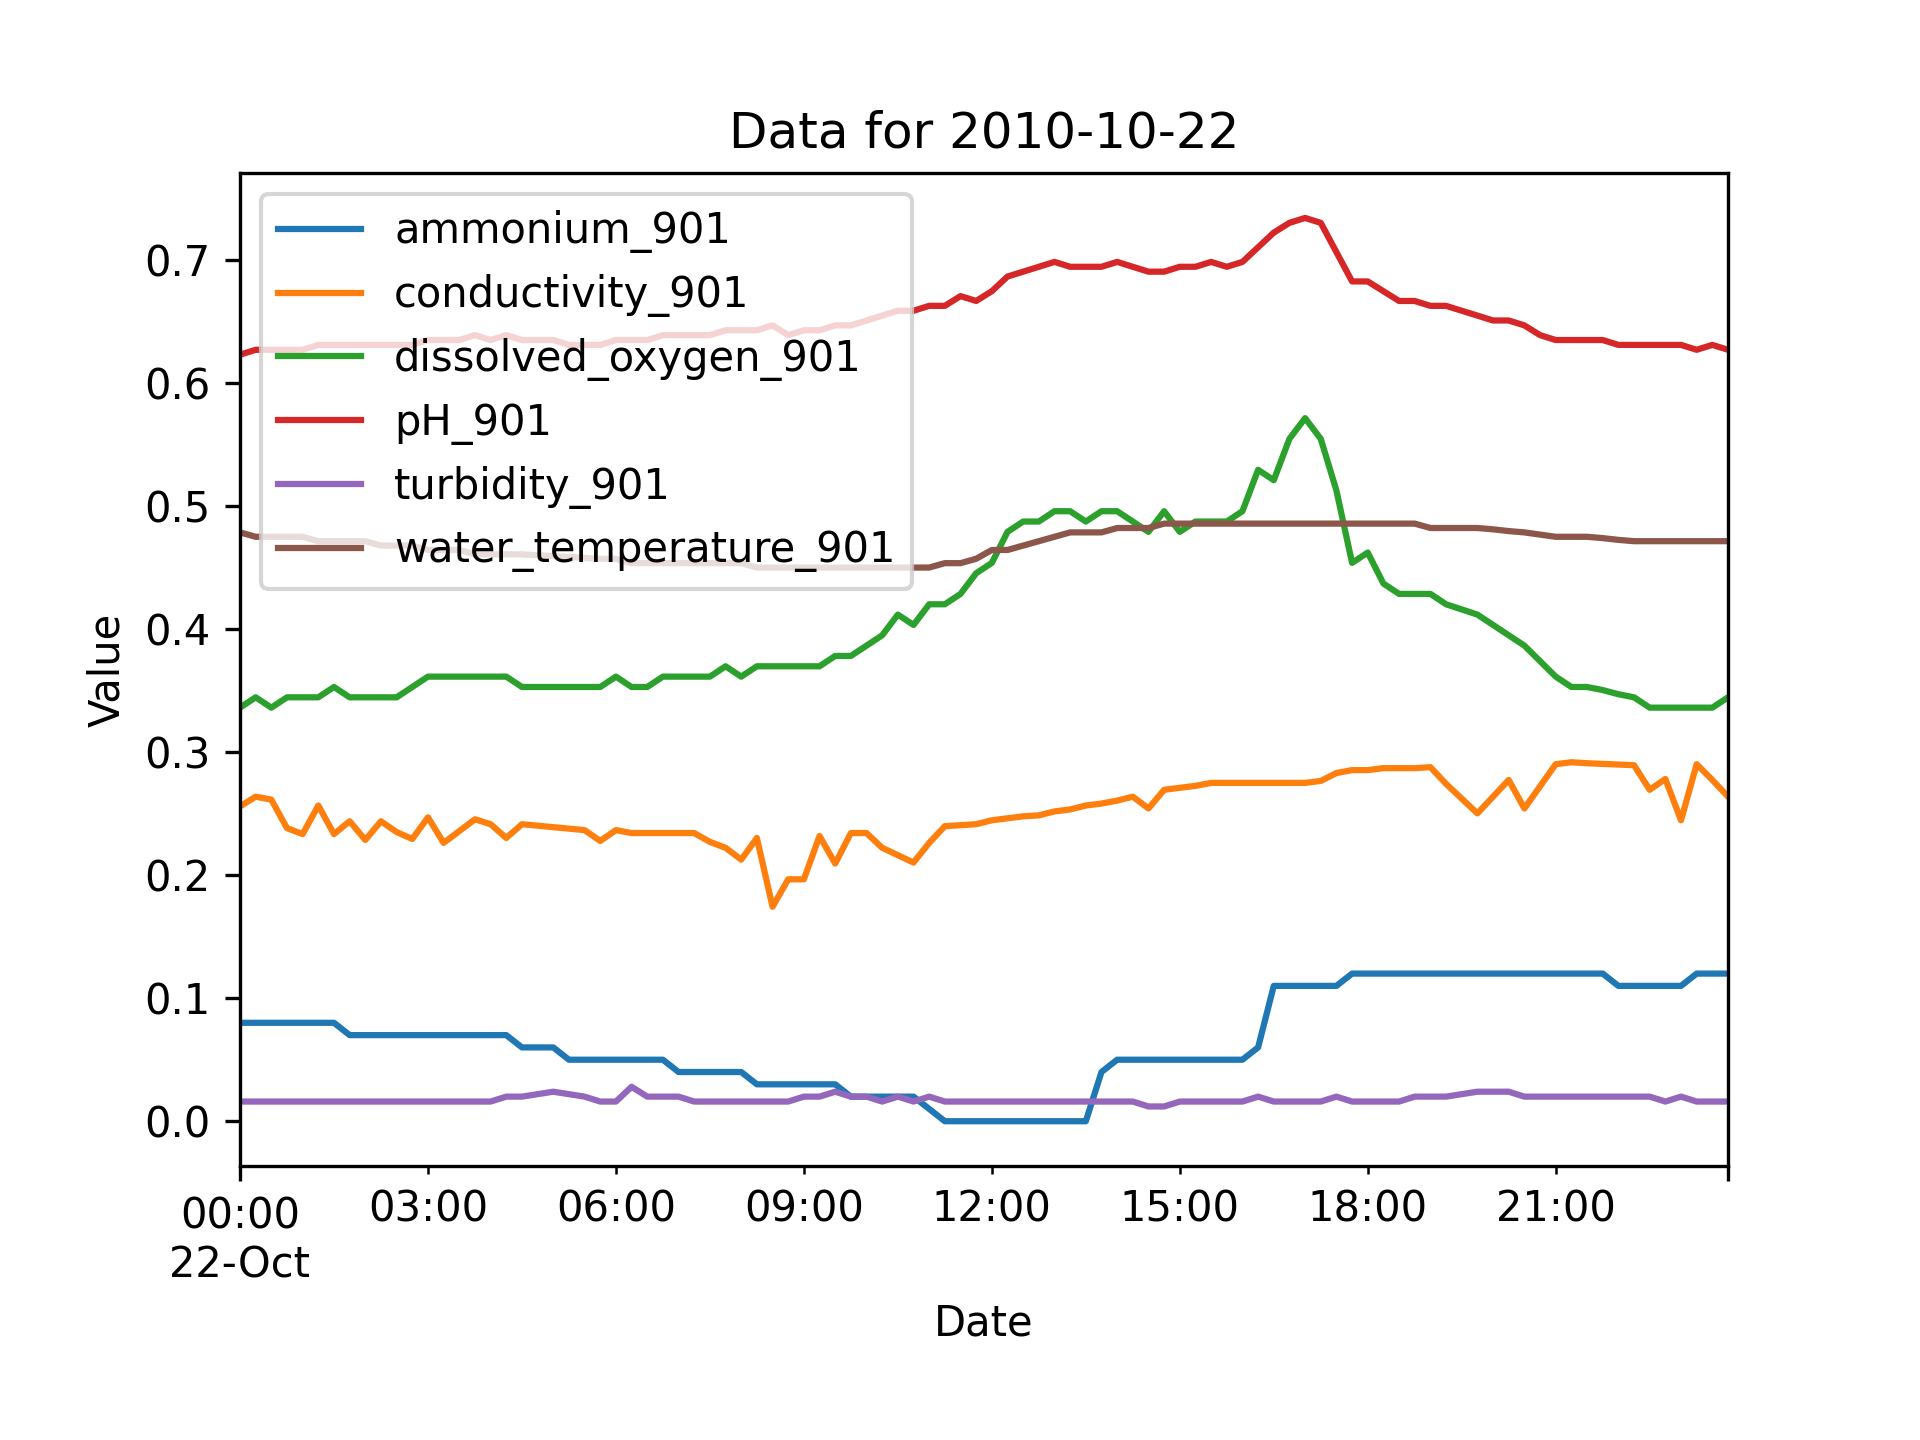 Data for 2010-10-22
ammonium_901
conductivity_901
dissolved_oxygen_901
pH_901
turbidity_901
water_temperature_901
0.7
0.6
0.5
0.4
0.3
0.2
0.1
0.0
Value
00:00 03:00 06:00 09:00 12:00 15:00 18:00 21:00
22-Oct
Date